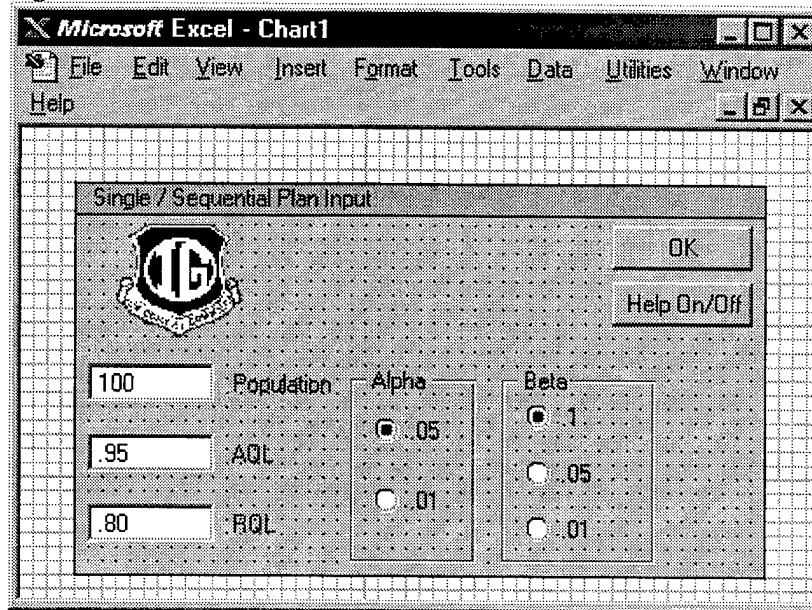 Microsoft Excel - Chart1
File Edit View Insert Format Tools Data Utilities Window
Help
Single / Sequential Plan Input
IG
OK
Help On/Off
100 Population
.95 AQL
.80 RQL
Alpha
.05
.01
Beta
.1
.05
.01